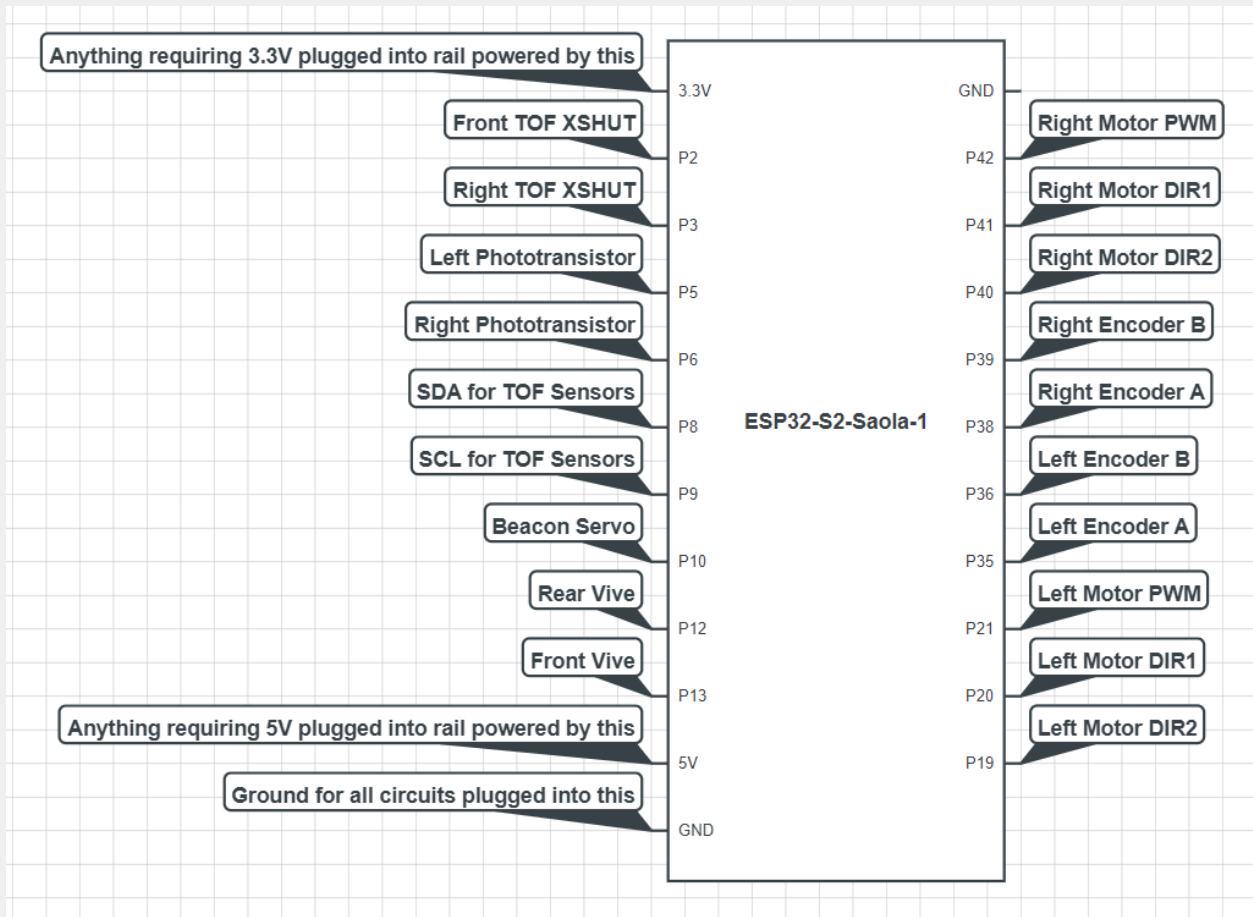 Anything requiring 3.3V plugged into rail powered by this
3.3V
GND
Front TOF XSHUT
Right Motor PWM
P2
P42
Right TOF XSHUT
Right Motor DIR1
P3
P41
Left Phototransistor
Right Motor DIR2
P5
P40
Right Phototransistor
Right Encoder B
P6
P39
SDA for TOF Sensors
Right Encoder A
P8
ESP32-S2-Saola-1
P38
SCL for TOF Sensors
Left Encoder B
P9
P36
Beacon Servo
Left Encoder A
P10
P35
Rear Vive
Left Motor PWM
P12
P21
Front Vive
Left Motor DIR1
P13
P20
Anything requiring 5V plugged into rail powered by this
Left Motor DIR2
5V
P19
Ground for all circuits plugged into this
GND